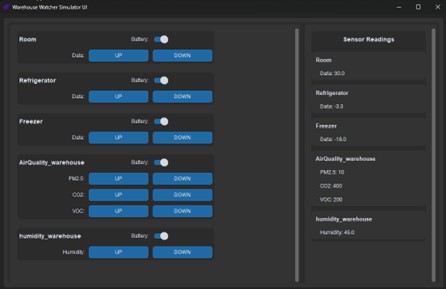 Warehouse Watcher Simulator UI
Room Battery:
Data: UP DOWN
Refrigerator Battery:
Data: UP DOWN
Freezer Battery:
Data: UP DOWN
AirQuality_warehouse Battery:
PM2.5: UP DOWN
CO2: UP DOWN
VOC: UP DOWN
humidity_warehouse Battery:
Humidity: UP DOWN
Sensor Readings
Room
Data: 30.0
Refrigerator
Data: -3.3
Freezer
Data: -18.0
AirQuality_warehouse
PM2.5: 10
CO2: 400
VOC: 200
humidity_warehouse
Humidity: 45.0